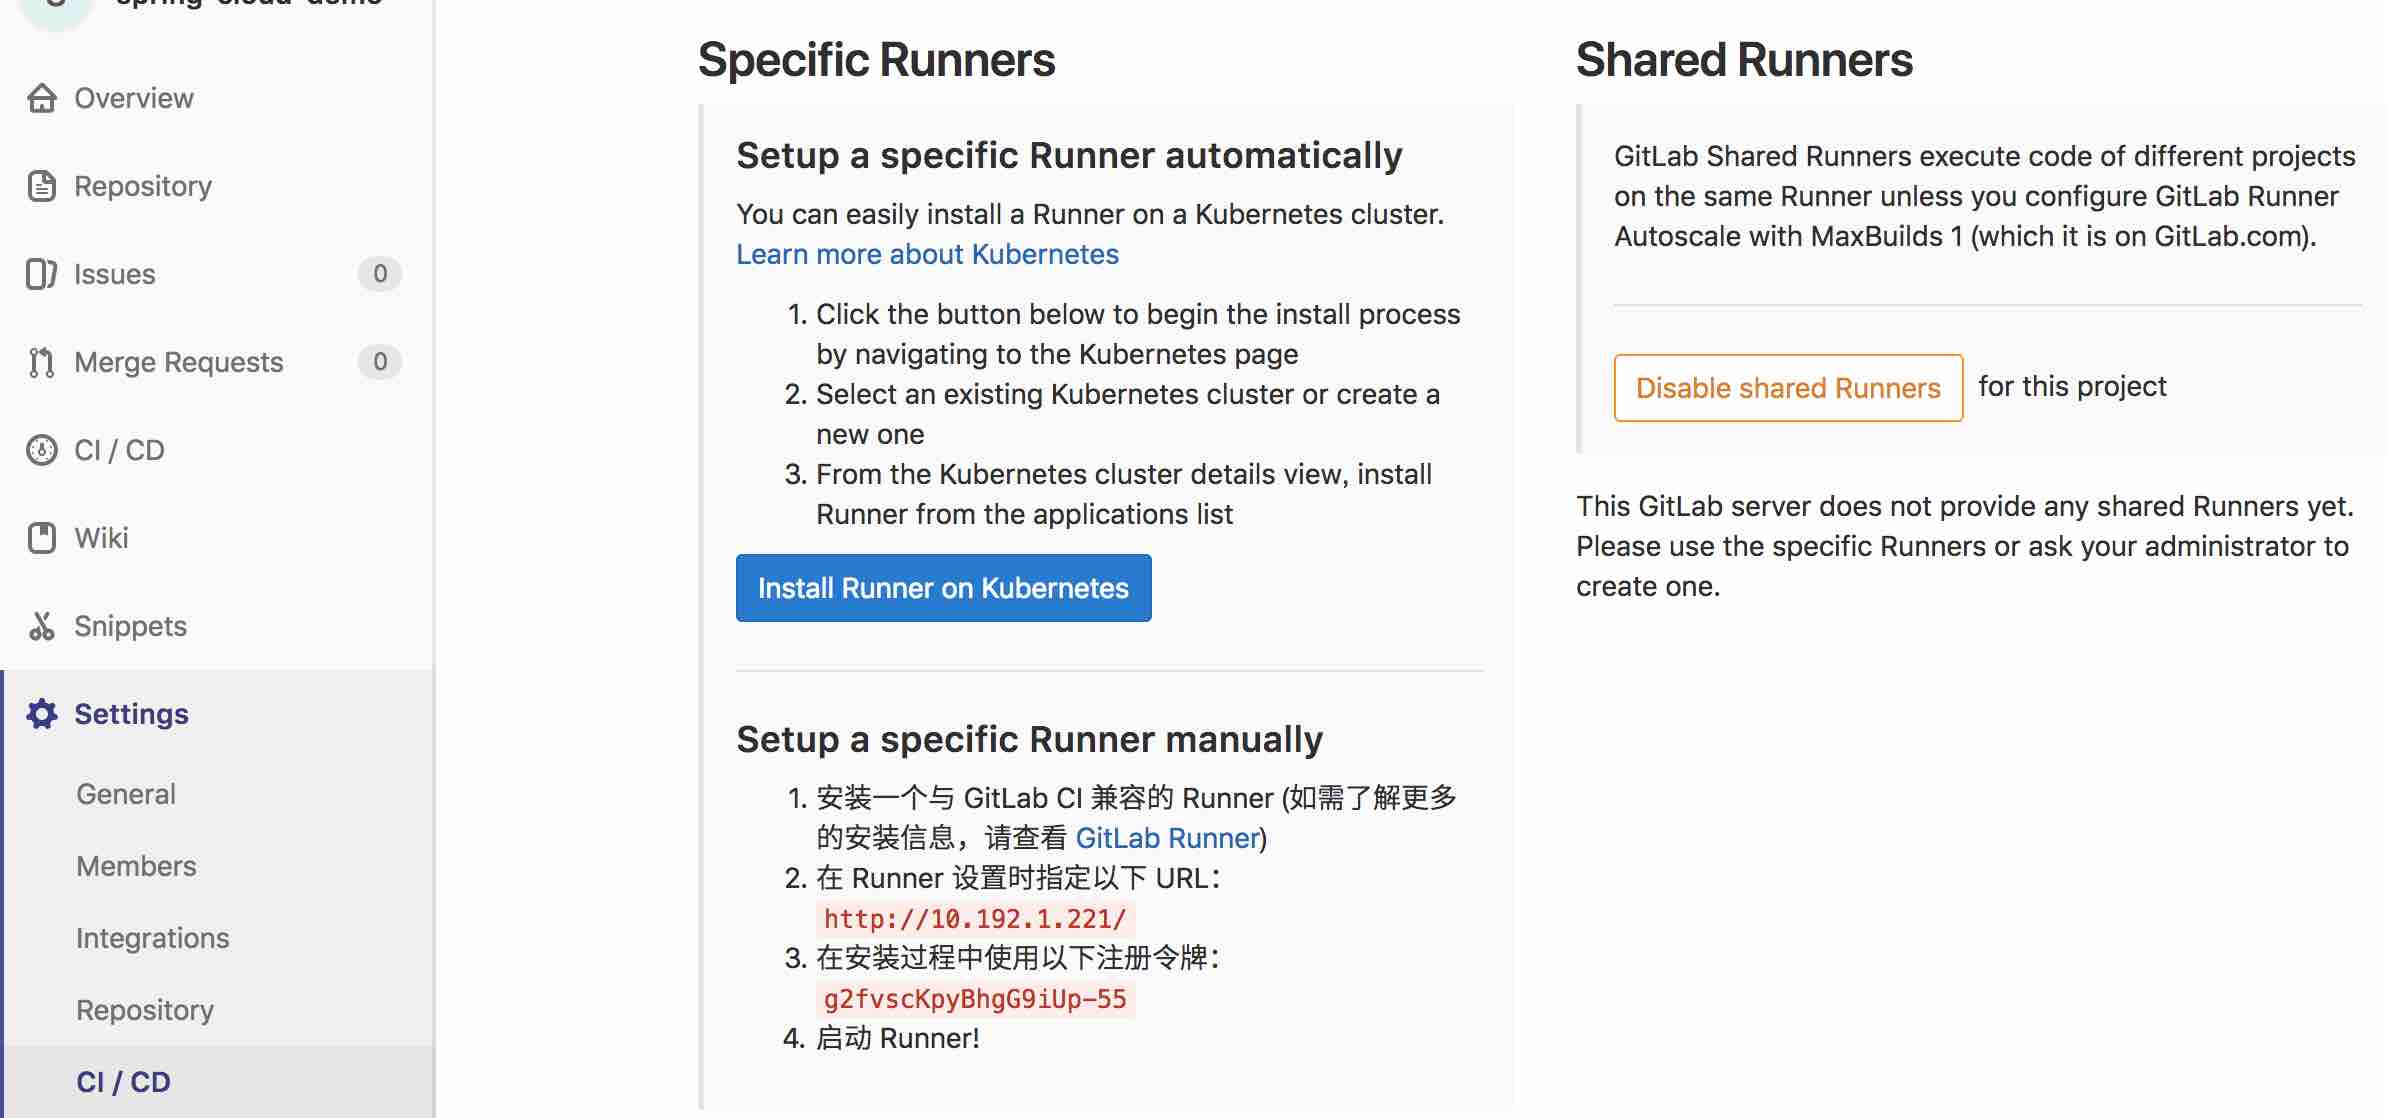 Overview
Repository
Issues
0
Merge Requests
0
CI / CD
Wiki
Snippets
Settings
General
Members
Integrations
Repository
CI / CD
Specific Runners
Setup a specific Runner automatically
You can easily install a Runner on a Kubernetes cluster.
Learn more about Kubernetes
1. Click the button below to begin the install process
by navigating to the Kubernetes page
2. Select an existing Kubernetes cluster or create a
new one
3. From the Kubernetes cluster details view, install
Runner from the applications list
Install Runner on Kubernetes
Setup a specific Runner manually
1. 安装一个与 GitLab CI 兼容的 Runner (如需了解更多
的安装信息，请查看 GitLab Runner)
2. 在 Runner 设置时指定以下 URL：
http://10.192.1.221/
3. 在安装过程中使用以下注册令牌：
g2fvscKpyBhgG9iUp-55
4. 启动 Runner!
Shared Runners
GitLab Shared Runners execute code of different projects
on the same Runner unless you configure GitLab Runner
Autoscale with MaxBuilds 1 (which it is on GitLab.com).
Disable shared Runners for this project
This GitLab server does not provide any shared Runners yet.
Please use the specific Runners or ask your administrator to
create one.